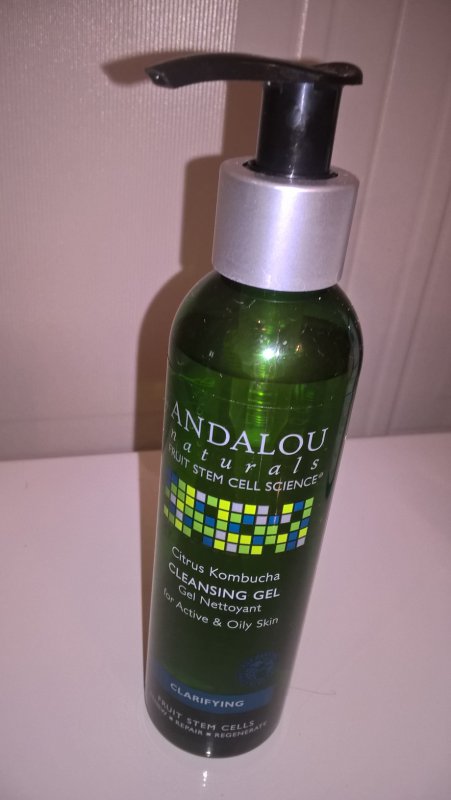 ANDALOU
naturals
FRUIT STEM CELL SCIENCE®
Citrus Kombucha
CLEANSING GEL
Gel Nettoyant
for Active & Oily Skin
CLARIFYING
FRUIT STEM CELLS
REPAIR • REGENERATE